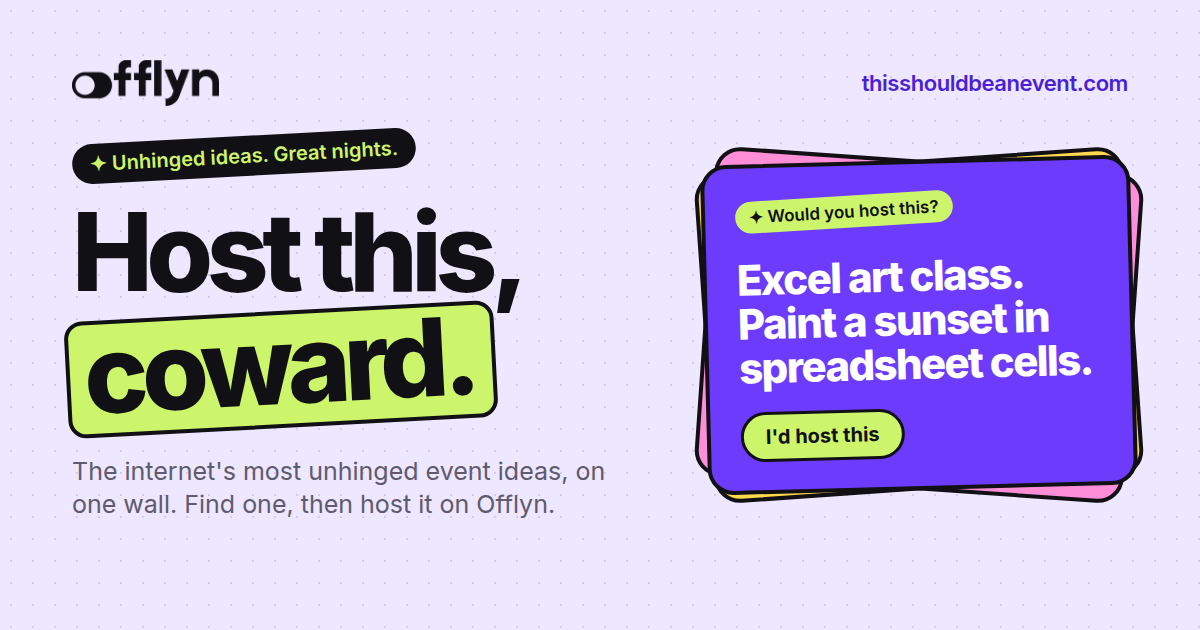 offlyn
thisshouldbeanevent.com
✦ Unhinged ideas. Great nights.
Host this,
coward.
The internet's most unhinged event ideas, on
one wall. Find one, then host it on Offlyn.
✦ Would you host this?
Excel art class.
Paint a sunset in
spreadsheet cells.
I'd host this